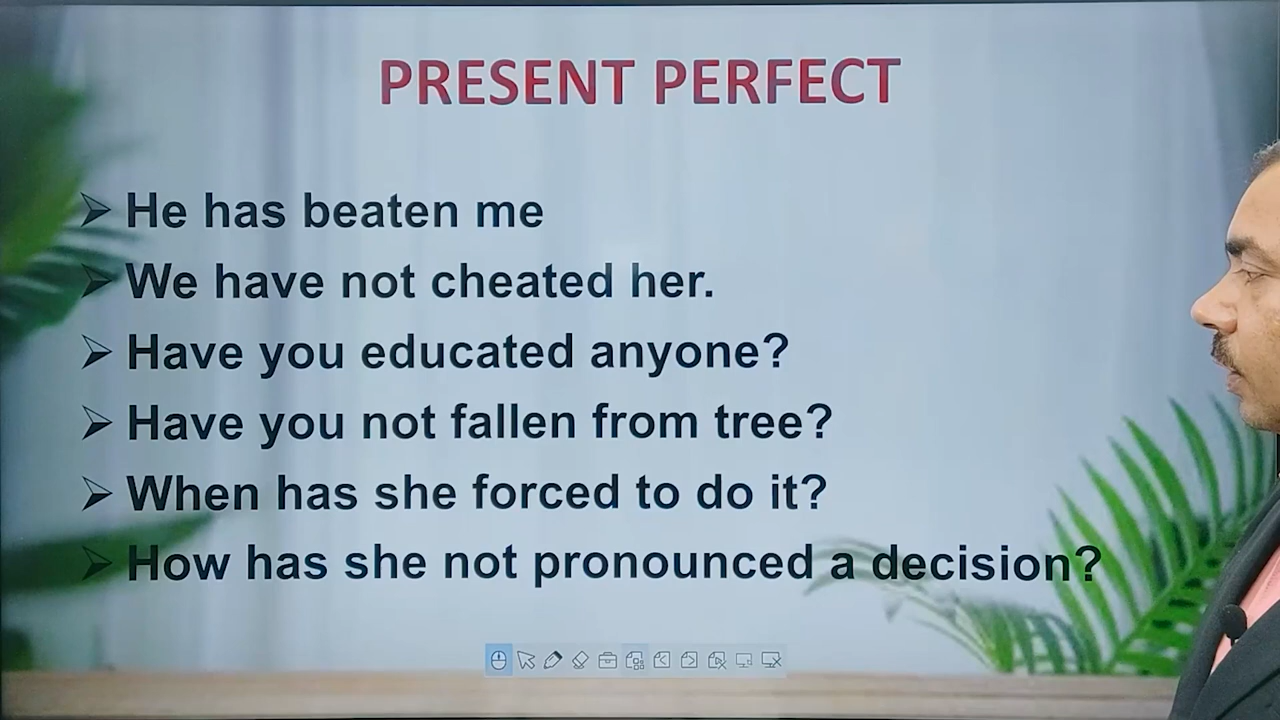 PRESENT PERFECT
He has beaten me
We have not cheated her.
Have you educated anyone?
Have you not fallen from tree?
When has she forced to do it?
How has she not pronounced a decision?